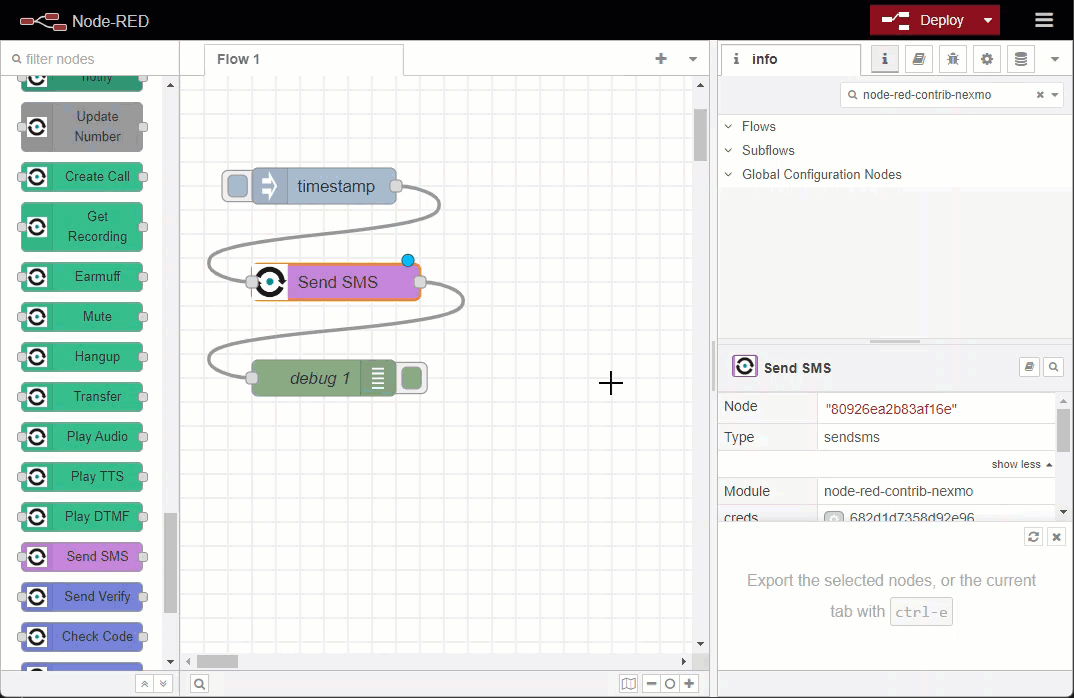 Node-RED
Deploy
filter nodes
notify
Update
Number
Create Call
Get
Recording
Earmuff
Mute
Hangup
Transfer
Play Audio
Play TTS
Play DTMF
Send SMS
Send Verify
Check Code
Flow 1
timestamp
Send SMS
debug 1
i info
i
node-red-contrib-nexmo
Flows
Subflows
Global Configuration Nodes
Send SMS
Node "80926ea2b83af16e"
Type sendsms
show less
Module node-red-contrib-nexmo
creds 682d1d7358d92e96
Export the selected nodes, or the current
tab with ctrl-e